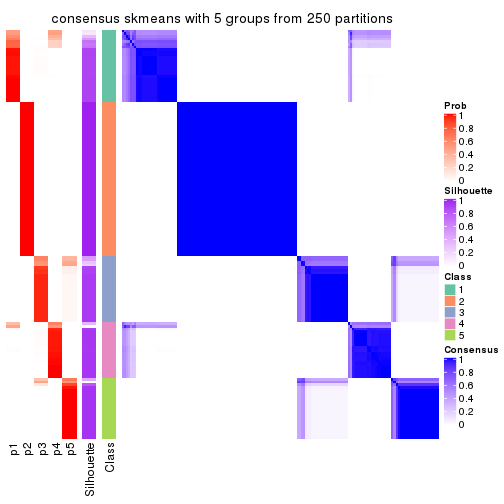 consensus skmeans with 5 groups from 250 partitions
Prob
1
0.8
0.6
0.4
0.2
0
Silhouette
1
0.8
0.6
0.4
0.2
0
Class
1
2
3
4
5
Consensus
1
0.8
0.6
0.4
0.2
0
p1
p2
p3
p4
p5
Silhouette
Class